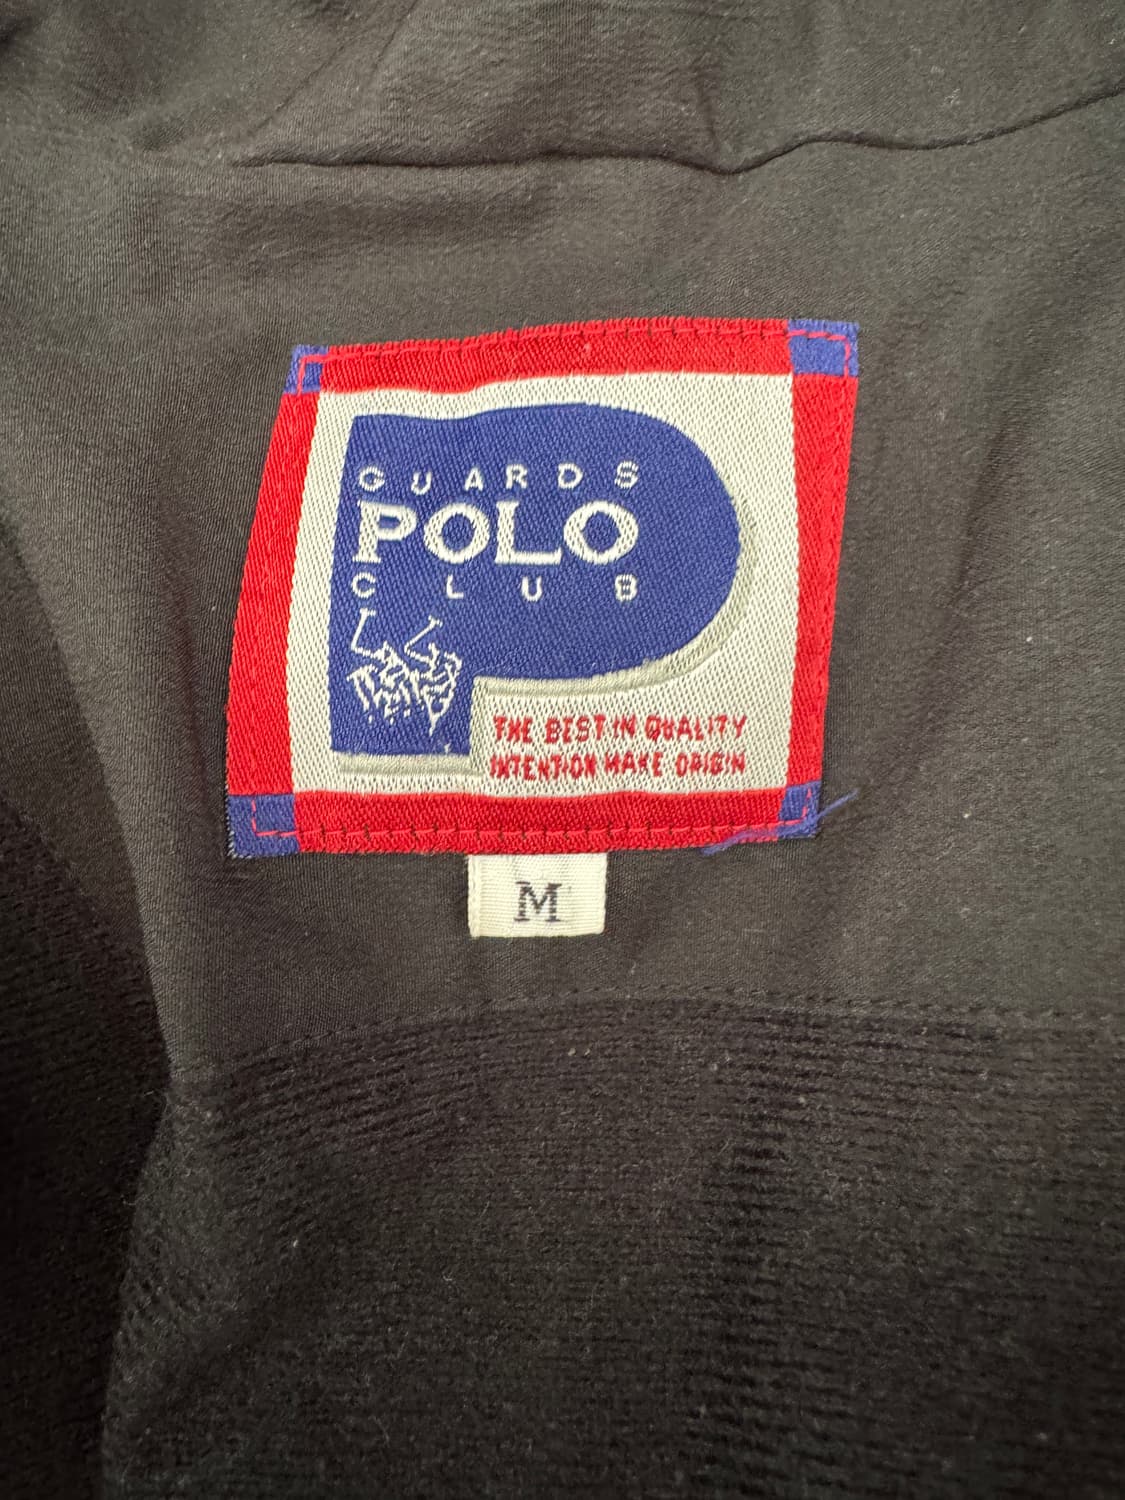 GUARDS
POLO
CLUB
THE BEST IN QUALITY
INTENTION MAKE ORIGIN
M